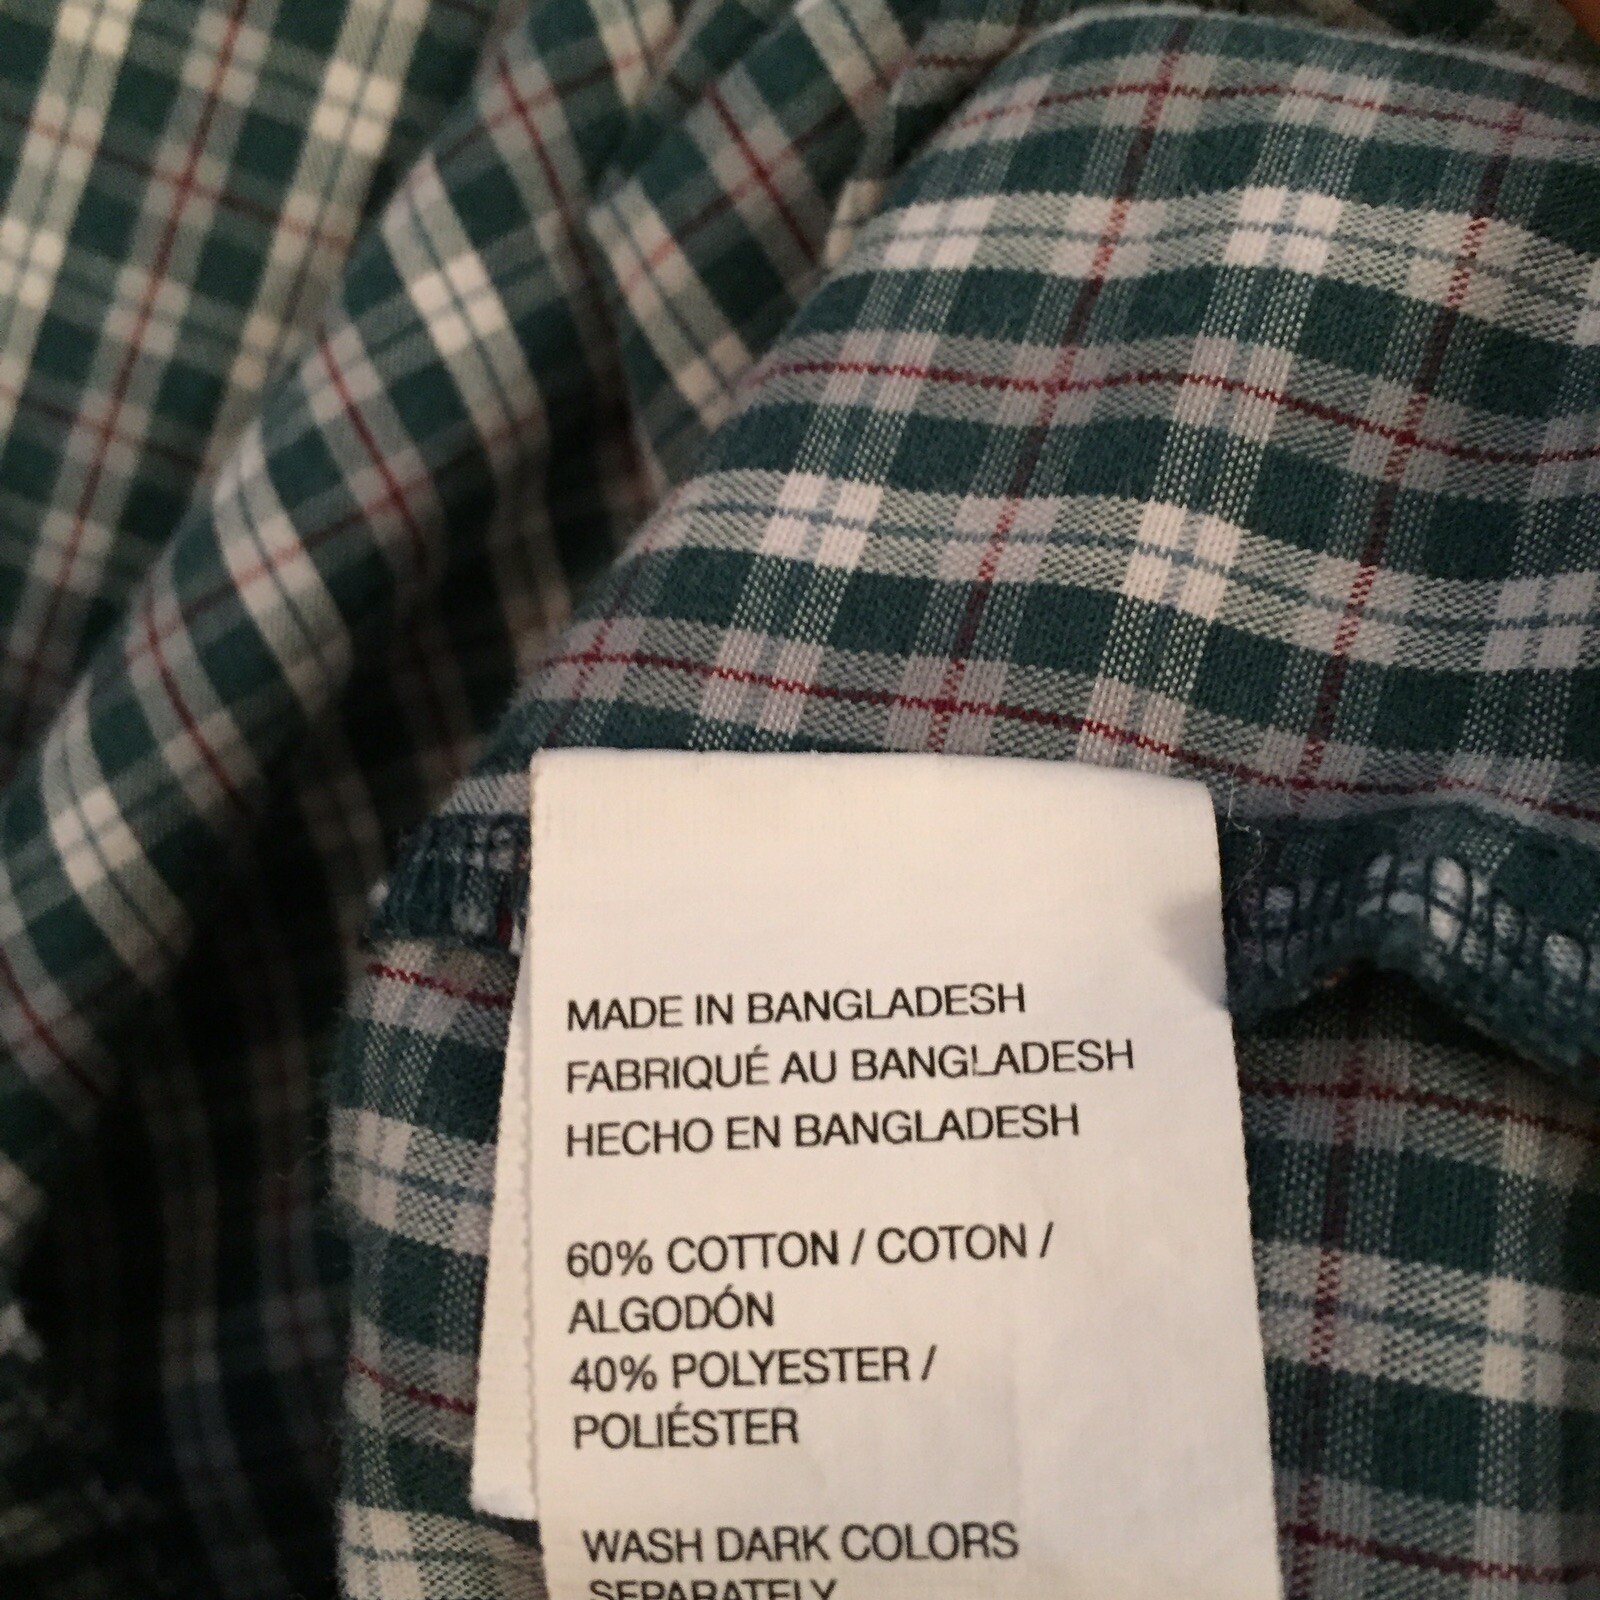 MADE IN BANGLADESH
FABRIQUÉ AU BANGLADESH
HECHO EN BANGLADESH
60% COTTON / COTON /
ALGODÓN
40% POLYESTER /
POLIÉSTER
WASH DARK COLORS
SEPARATELY